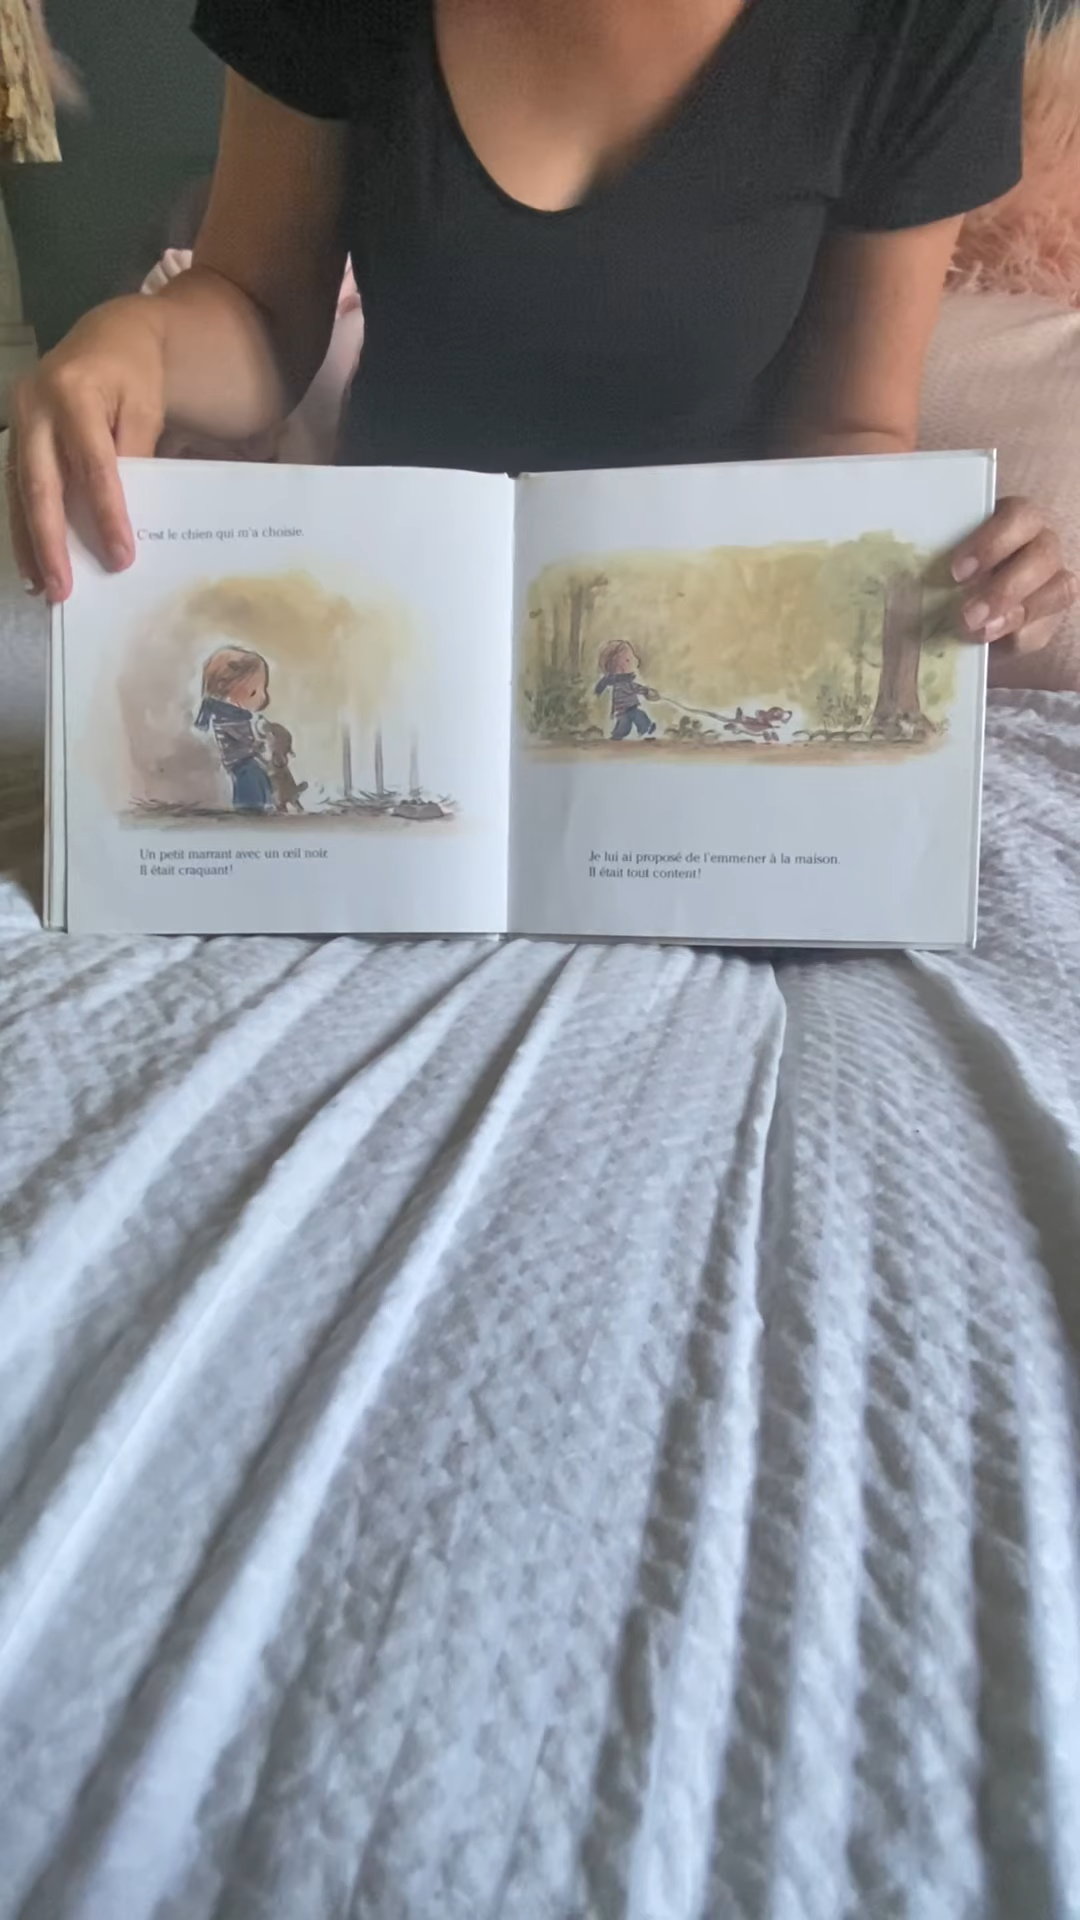 C'est le chien qui m'a choisie.
Un petit marrant avec un œil noir.
Il était craquant!
Je lui ai proposé de l'emmener à la maison.
Il était tout content!